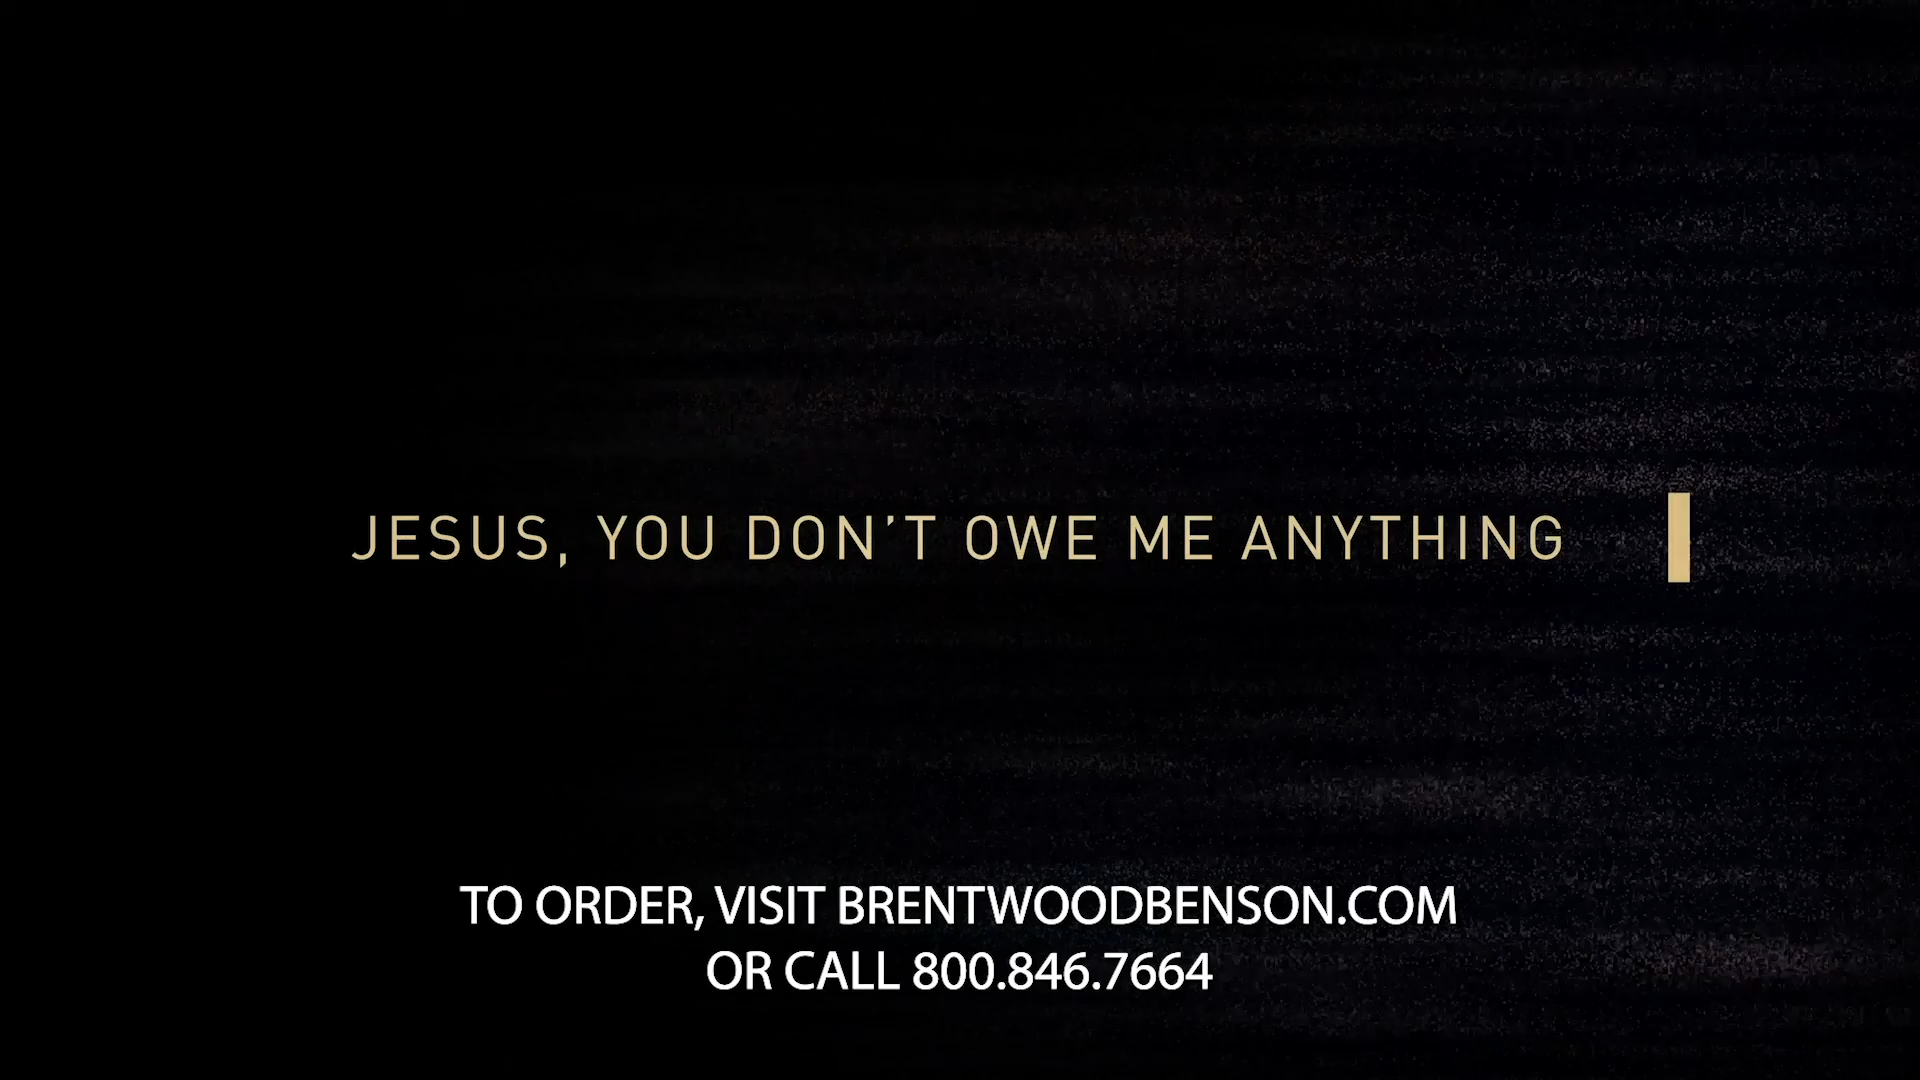 JESUS, YOU DON'T OWE ME ANYTHING
TO ORDER, VISIT BRENTWOODBENSON.COM
OR CALL 800.846.7664